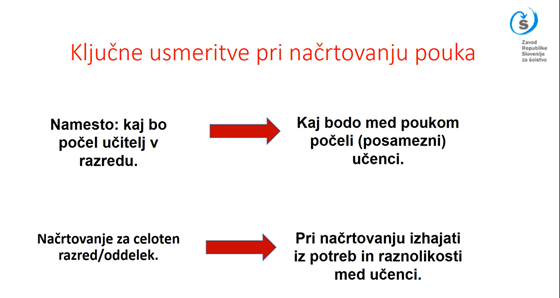 Zavod
Republike
Slovenije
za šolstvo
Ključne usmeritve pri načrtovanju pouka
Namesto: kaj bo
počel učitelj v
razredu.
Kaj bodo med poukom
počeli (posamezni)
učenci.
Načrtovanje za celoten
razred/oddelek.
Pri načrtovanju izhajati
iz potreb in raznolikosti
med učenci.